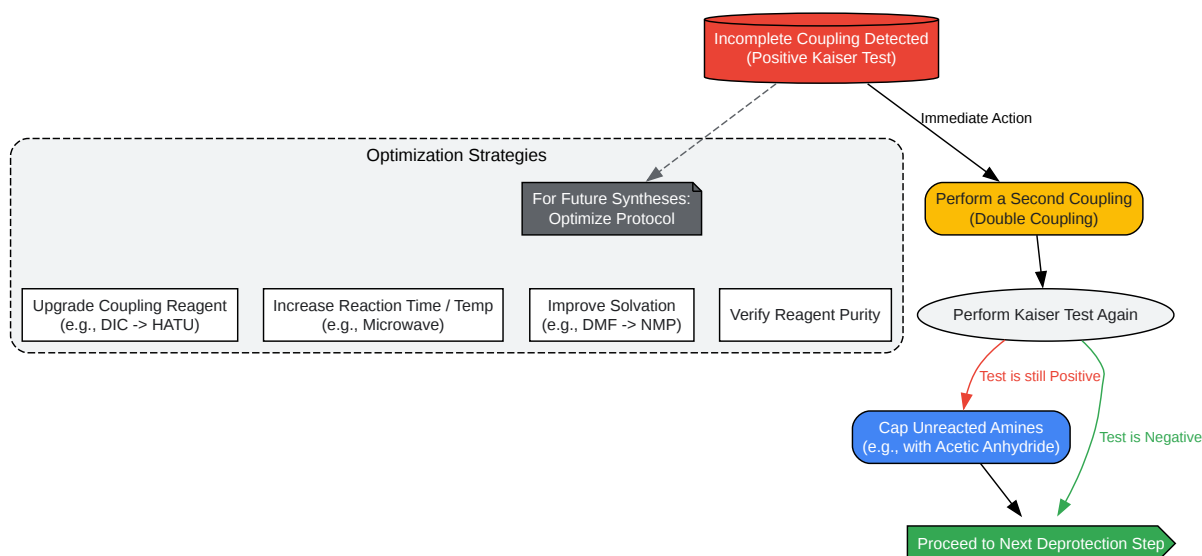 Incomplete Coupling Detected
(Positive Kaiser Test)
Immediate Action
Optimization Strategies
For Future Syntheses:
Optimize Protocol
Perform a Second Coupling
(Double Coupling)
Upgrade Coupling Reagent
(e.g., DIC -> HATU)
Increase Reaction Time / Temp
(e.g., Microwave)
Improve Solvation
(e.g., DMF -> NMP)
Verify Reagent Purity
Perform Kaiser Test Again
Test is still Positive
Cap Unreacted Amines
(e.g., with Acetic Anhydride)
Test is Negative
Proceed to Next Deprotection Step